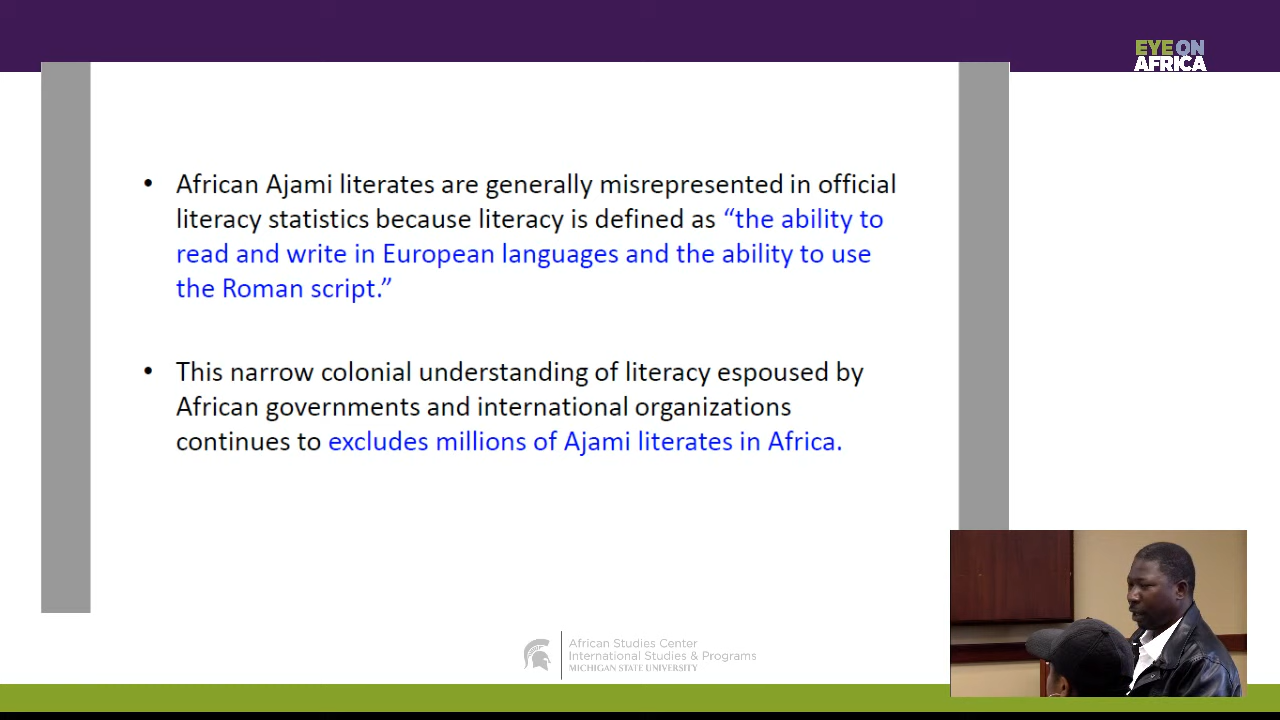 EYE ON
AFRICA
• African Ajami literates are generally misrepresented in official
literacy statistics because literacy is defined as “the ability to
read and write in European languages and the ability to use
the Roman script.”
• This narrow colonial understanding of literacy espoused by
African governments and international organizations
continues to excludes millions of Ajami literates in Africa.
African Studies Center
International Studies & Programs
MICHIGAN STATE UNIVERSITY